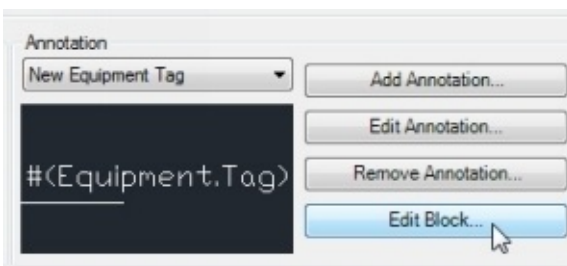 Annotation
New Equipment Tag
Add Annotation...
Edit Annotation...
#(Equipment.Tag)
Remove Annotation...
Edit Block...